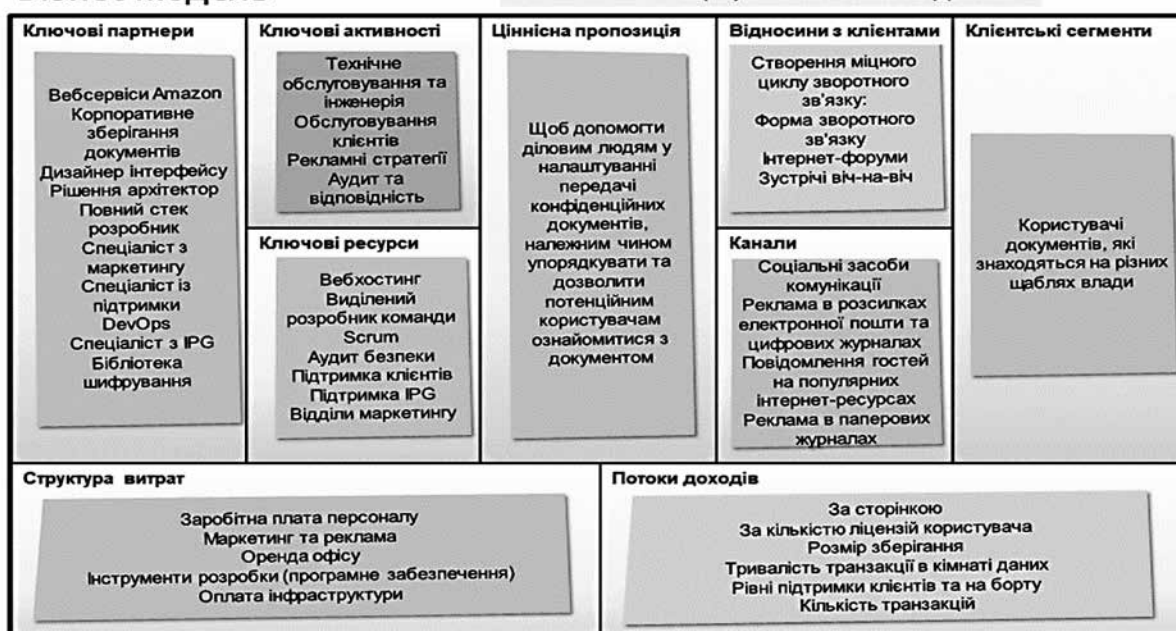 Ключові партнери
Вебсервіси Amazon
Корпоративне
зберігання
документів
Дизайнер інтерфейсу
Рішення архітектор
Повний стек
розробник
Спеціаліст з
маркетингу
Спеціаліст із
підтримки
DevOps
Спеціаліст з IPG
Бібліотека
шифрування
Ключові активності
Технічне
обслуговування та
інженерія
Обслуговування
клієнтів
Рекламні стратегії
Аудит та
відповідність
Ключові ресурси
Вебхостинг
Виділений
розробник команди
Scrum
Аудит безпеки
Підтримка клієнтів
Підтримка IPG
Відділи маркетингу
Ціннісна пропозиція
Щоб допомогти
діловим людям у
налаштуванні
передачі
конфіденційних
документів,
належним чином
упорядкувати та
дозволити
потенційним
користувачам
ознайомитися з
документом
Відносини з клієнтами
Створення міцного
циклу зворотного
зв'язку:
Форма зворотного
зв'язку
Інтернет-форуми
Зустрічі віч-на-віч
Канали
Соціальні засоби
комунікації
Реклама в розсилках
електронної пошти та
цифрових журналах
Повідомлення гостей
на популярних
інтернет-ресурсах
Реклама в паперових
журналах
Клієнтські сегменти
Користувачі
документів, які
знаходяться на різних
щаблях влади
Структура витрат
Заробітна плата персоналу
Маркетинг та реклама
Оренда офісу
Інструменти розробки (програмне забезпечення)
Оплата інфраструктури
Потоки доходів
За сторінкою
За кількістю ліцензій користувача
Розмір зберігання
Тривалість транзакції в кімнаті даних
Рівні підтримки клієнтів та на борту
Кількість транзакцій